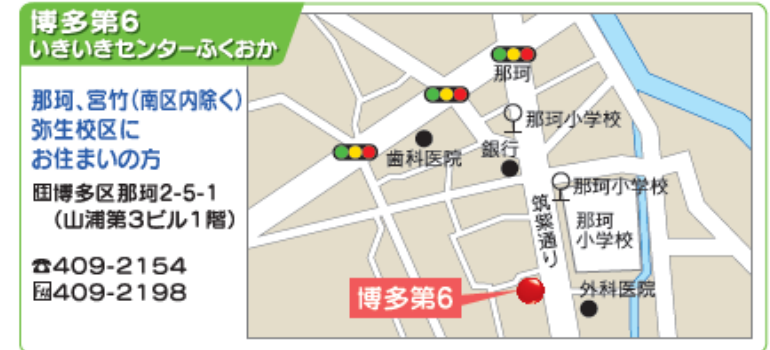 博多第6
いきいきセンターふくおか
那珂、宮竹(南区内除く)
弥生校区に
お住まいの方
博多区那珂2-5-1
(山浦第3ビル1階)
☎409-2154
FAX409-2198
那珂
那珂小学校
歯科医院
銀行
那珂小学校
筑紫通り
那珂
小学校
博多第6
外科医院